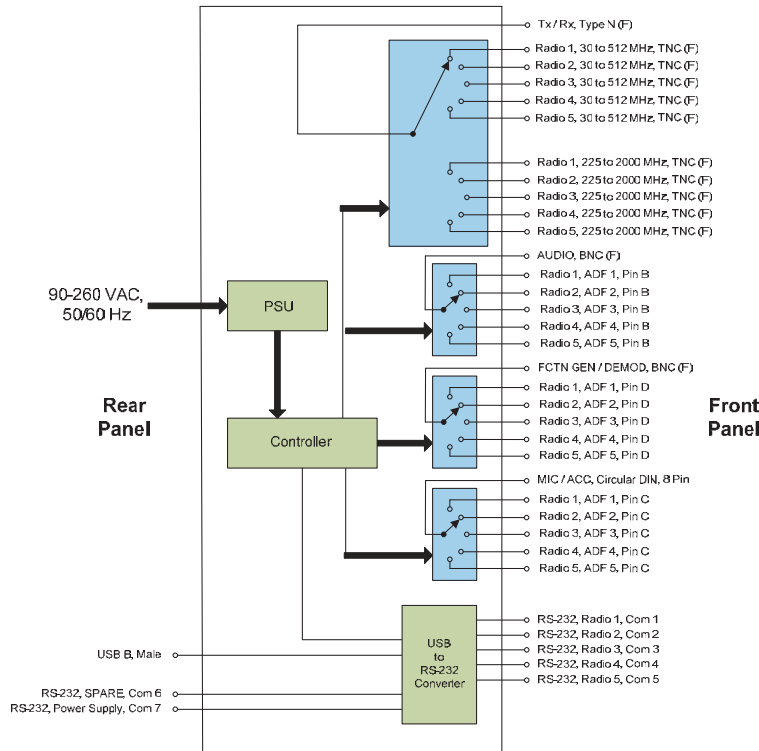 Tx / Rx, Type N (F)
Radio 1, 30 to 512 MHz, TNC (F)
Radio 2, 30 to 512 MHz, TNC (F)
Radio 3, 30 to 512 MHz, TNC (F)
Radio 4, 30 to 512 MHz, TNC (F)
Radio 5, 30 to 512 MHz, TNC (F)
Radio 1, 225 to 2000 MHz, TNC (F)
Radio 2, 225 to 2000 MHz, TNC (F)
Radio 3, 225 to 2000 MHz, TNC (F)
Radio 4, 225 to 2000 MHz, TNC (F)
Radio 5, 225 to 2000 MHz, TNC (F)
AUDIO, BNC (F)
Radio 1, ADF 1, Pin B
Radio 2, ADF 2, Pin B
Radio 3, ADF 3, Pin B
Radio 4, ADF 4, Pin B
Radio 5, ADF 5, Pin B
90-260 VAC,
50/60 Hz
PSU
FCTN GEN / DEMOD, BNC (F)
Radio 1, ADF 1, Pin D
Radio 2, ADF 2, Pin D
Radio 3, ADF 3, Pin D
Radio 4, ADF 4, Pin D
Radio 5, ADF 5, Pin D
Rear
Panel
Controller
Front
Panel
MIC / ACC, Circular DIN, 8 Pin
Radio 1, ADF 1, Pin C
Radio 2, ADF 2, Pin C
Radio 3, ADF 3, Pin C
Radio 4, ADF 4, Pin C
Radio 5, ADF 5, Pin C
USB
to
RS-232
Converter
RS-232, Radio 1, Com 1
RS-232, Radio 2, Com 2
RS-232, Radio 3, Com 3
RS-232, Radio 4, Com 4
RS-232, Radio 5, Com 5
USB B, Male
RS-232, SPARE, Com 6
RS-232, Power Supply, Com 7